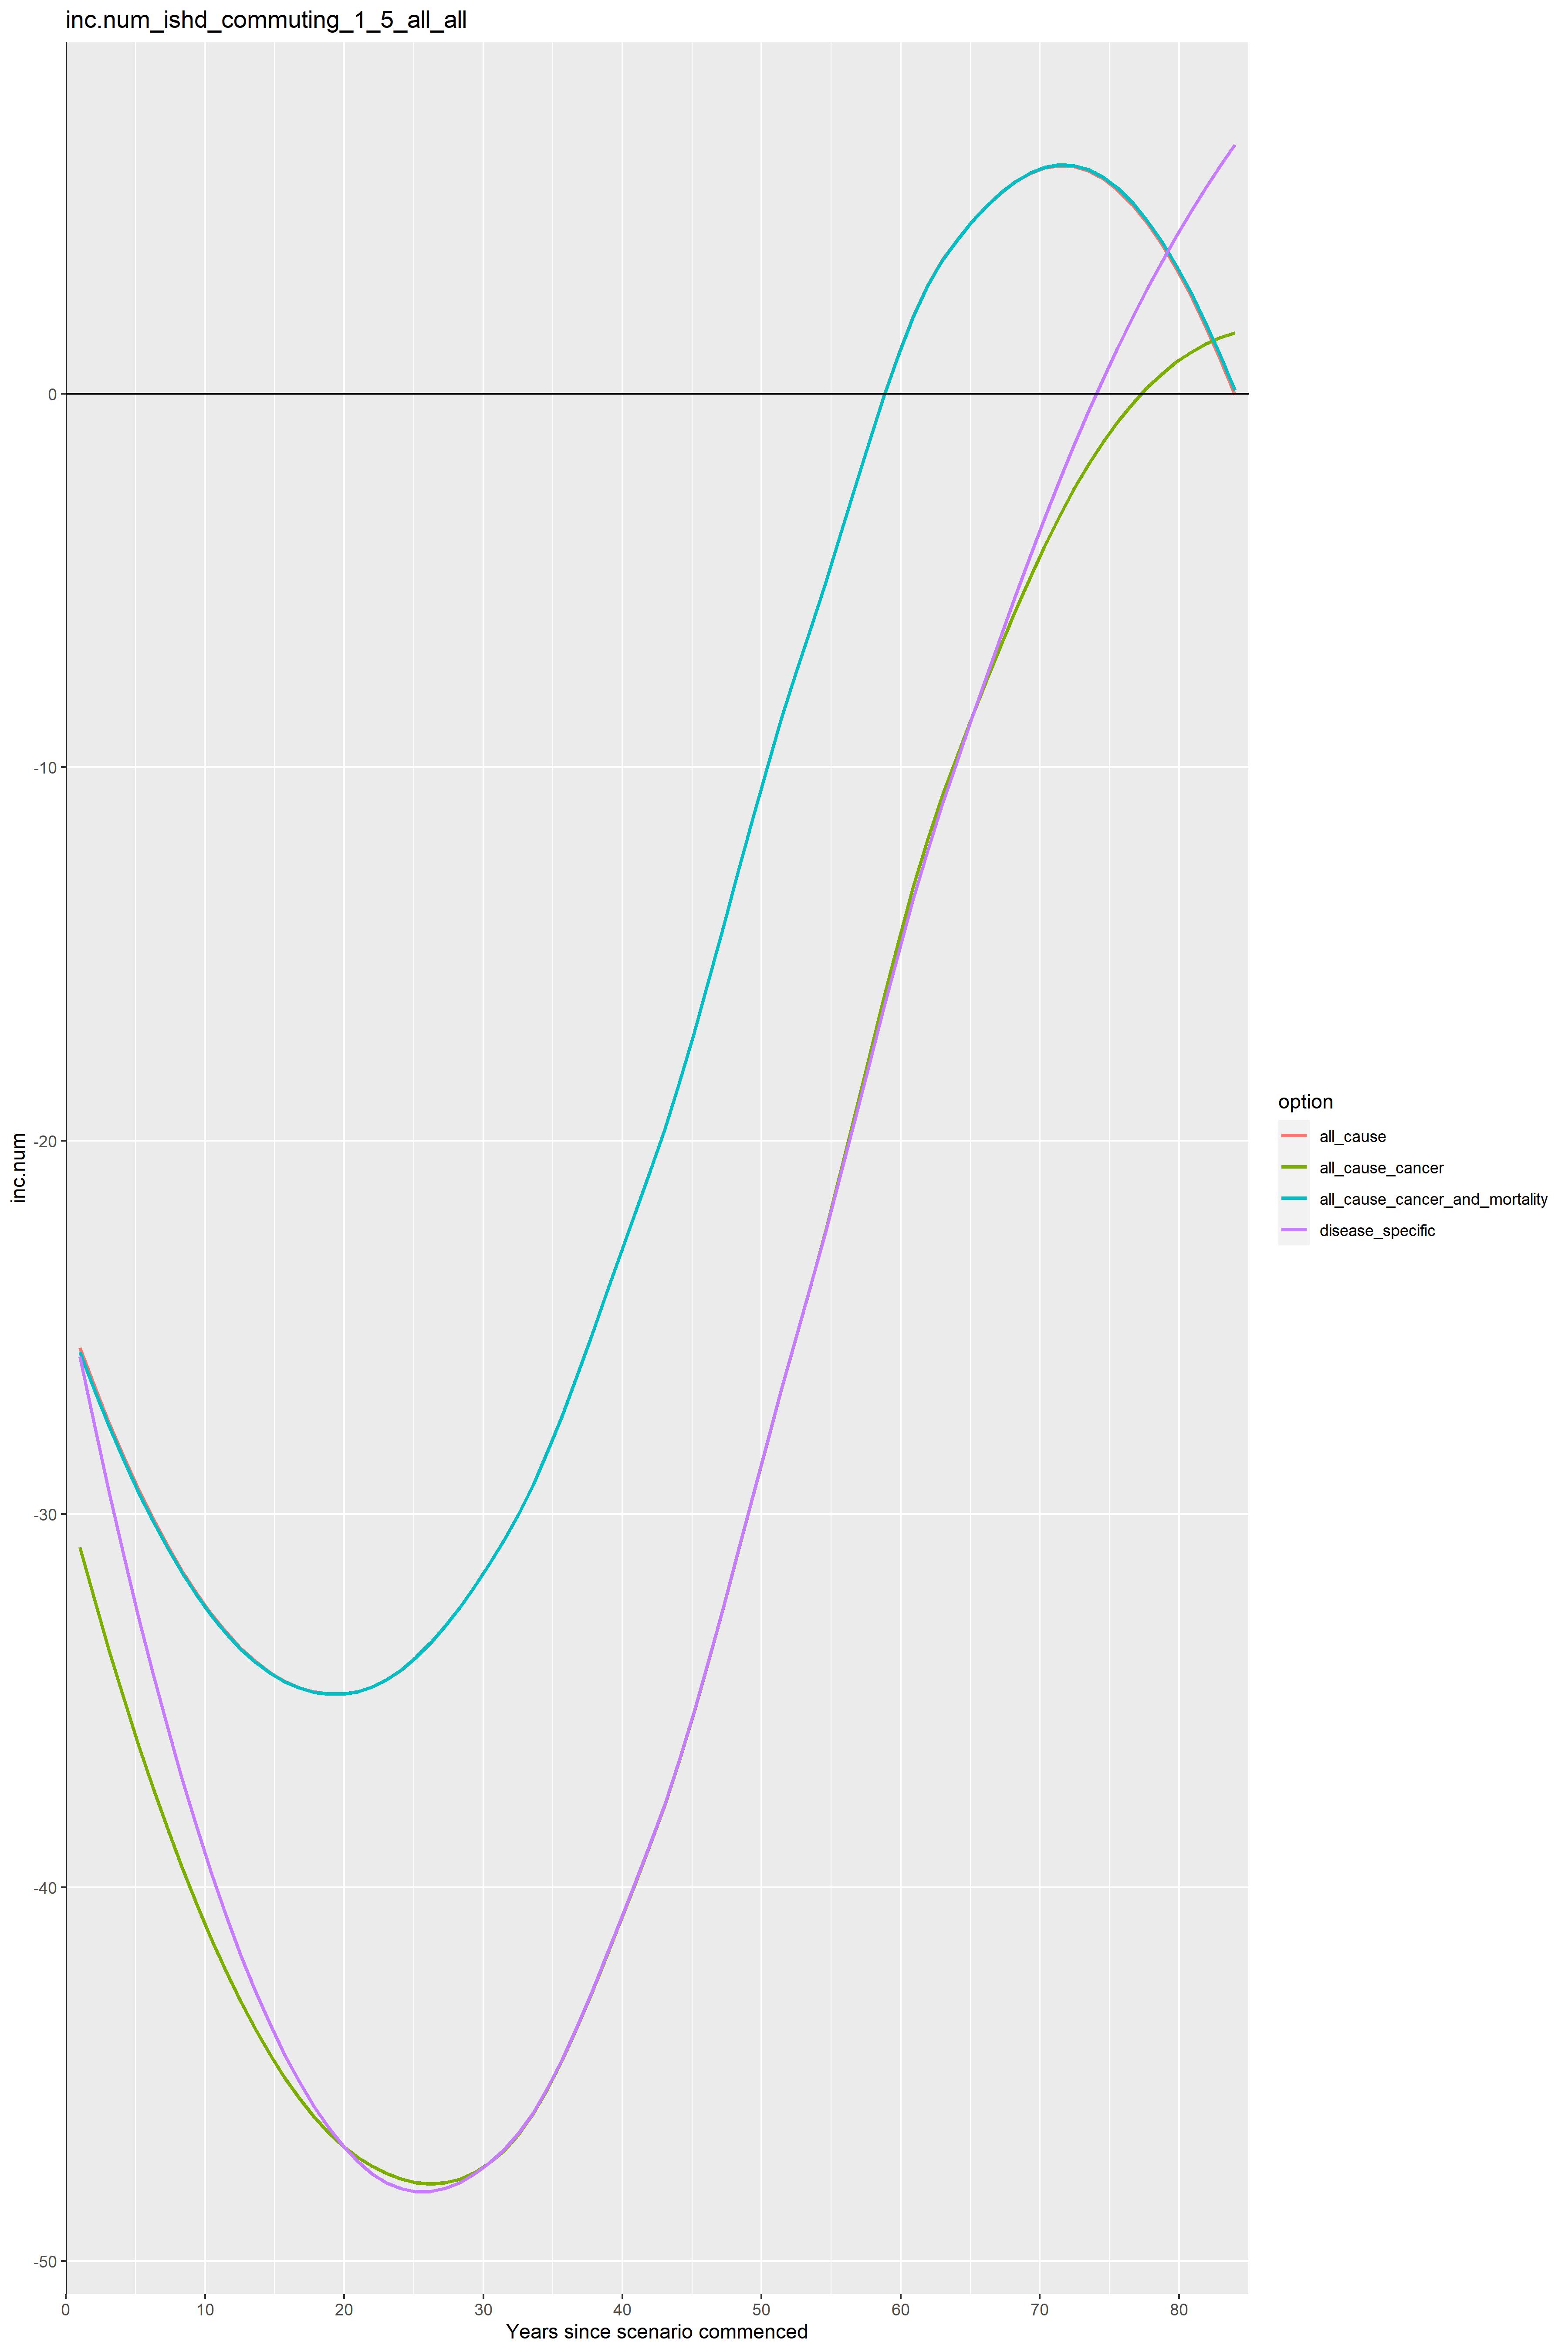 inc.num_ishd_commuting_1_5_all_all
inc.num
0
-10
-20
-30
-40
-50
0 10 20 30 40 50 60 70 80
Years since scenario commenced
option
all_cause
all_cause_cancer
all_cause_cancer_and_mortality
disease_specific